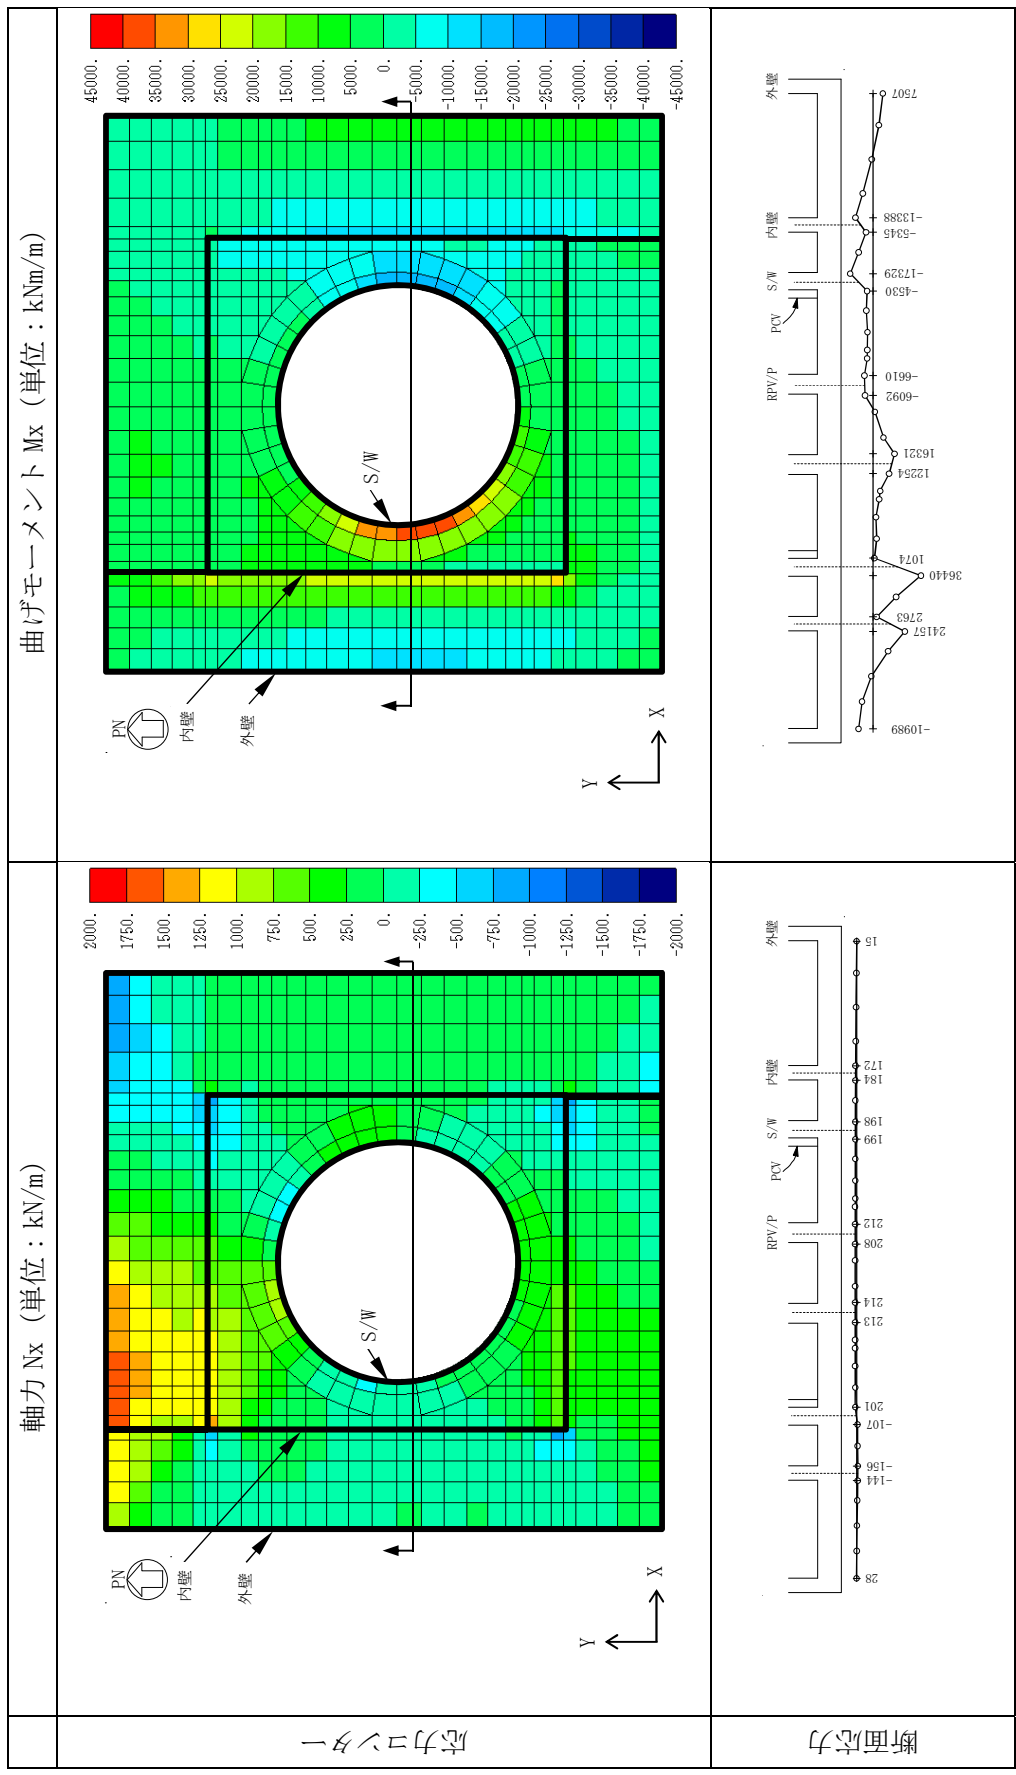 軸力 Nx (単位:kN/m)
曲げモーメント Mx (単位:kNm/m)
応力コンター
2000.
1750.
1500.
1250.
1000.
750.
500.
250.
0.
-250.
-500.
-750.
-1000.
-1250.
-1500.
-1750.
-2000.
PN
内壁
外壁
S/W
Y
X
45000.
40000.
35000.
30000.
25000.
20000.
15000.
10000.
5000.
0.
-5000.
-10000.
-15000.
-20000.
-25000.
-30000.
-35000.
-40000.
-45000.
PN
内壁
外壁
S/W
Y
X
断面応力
RPV/P
PCV
S/W
内壁
外壁
28
-144
-156
-107
201
213
214
208
212
199
198
184
172
15
RPV/P
PCV
S/W
内壁
外壁
-10989
24157
2763
36440
1074
12254
16321
-6092
-6610
-4530
-17329
-5345
-13388
7507